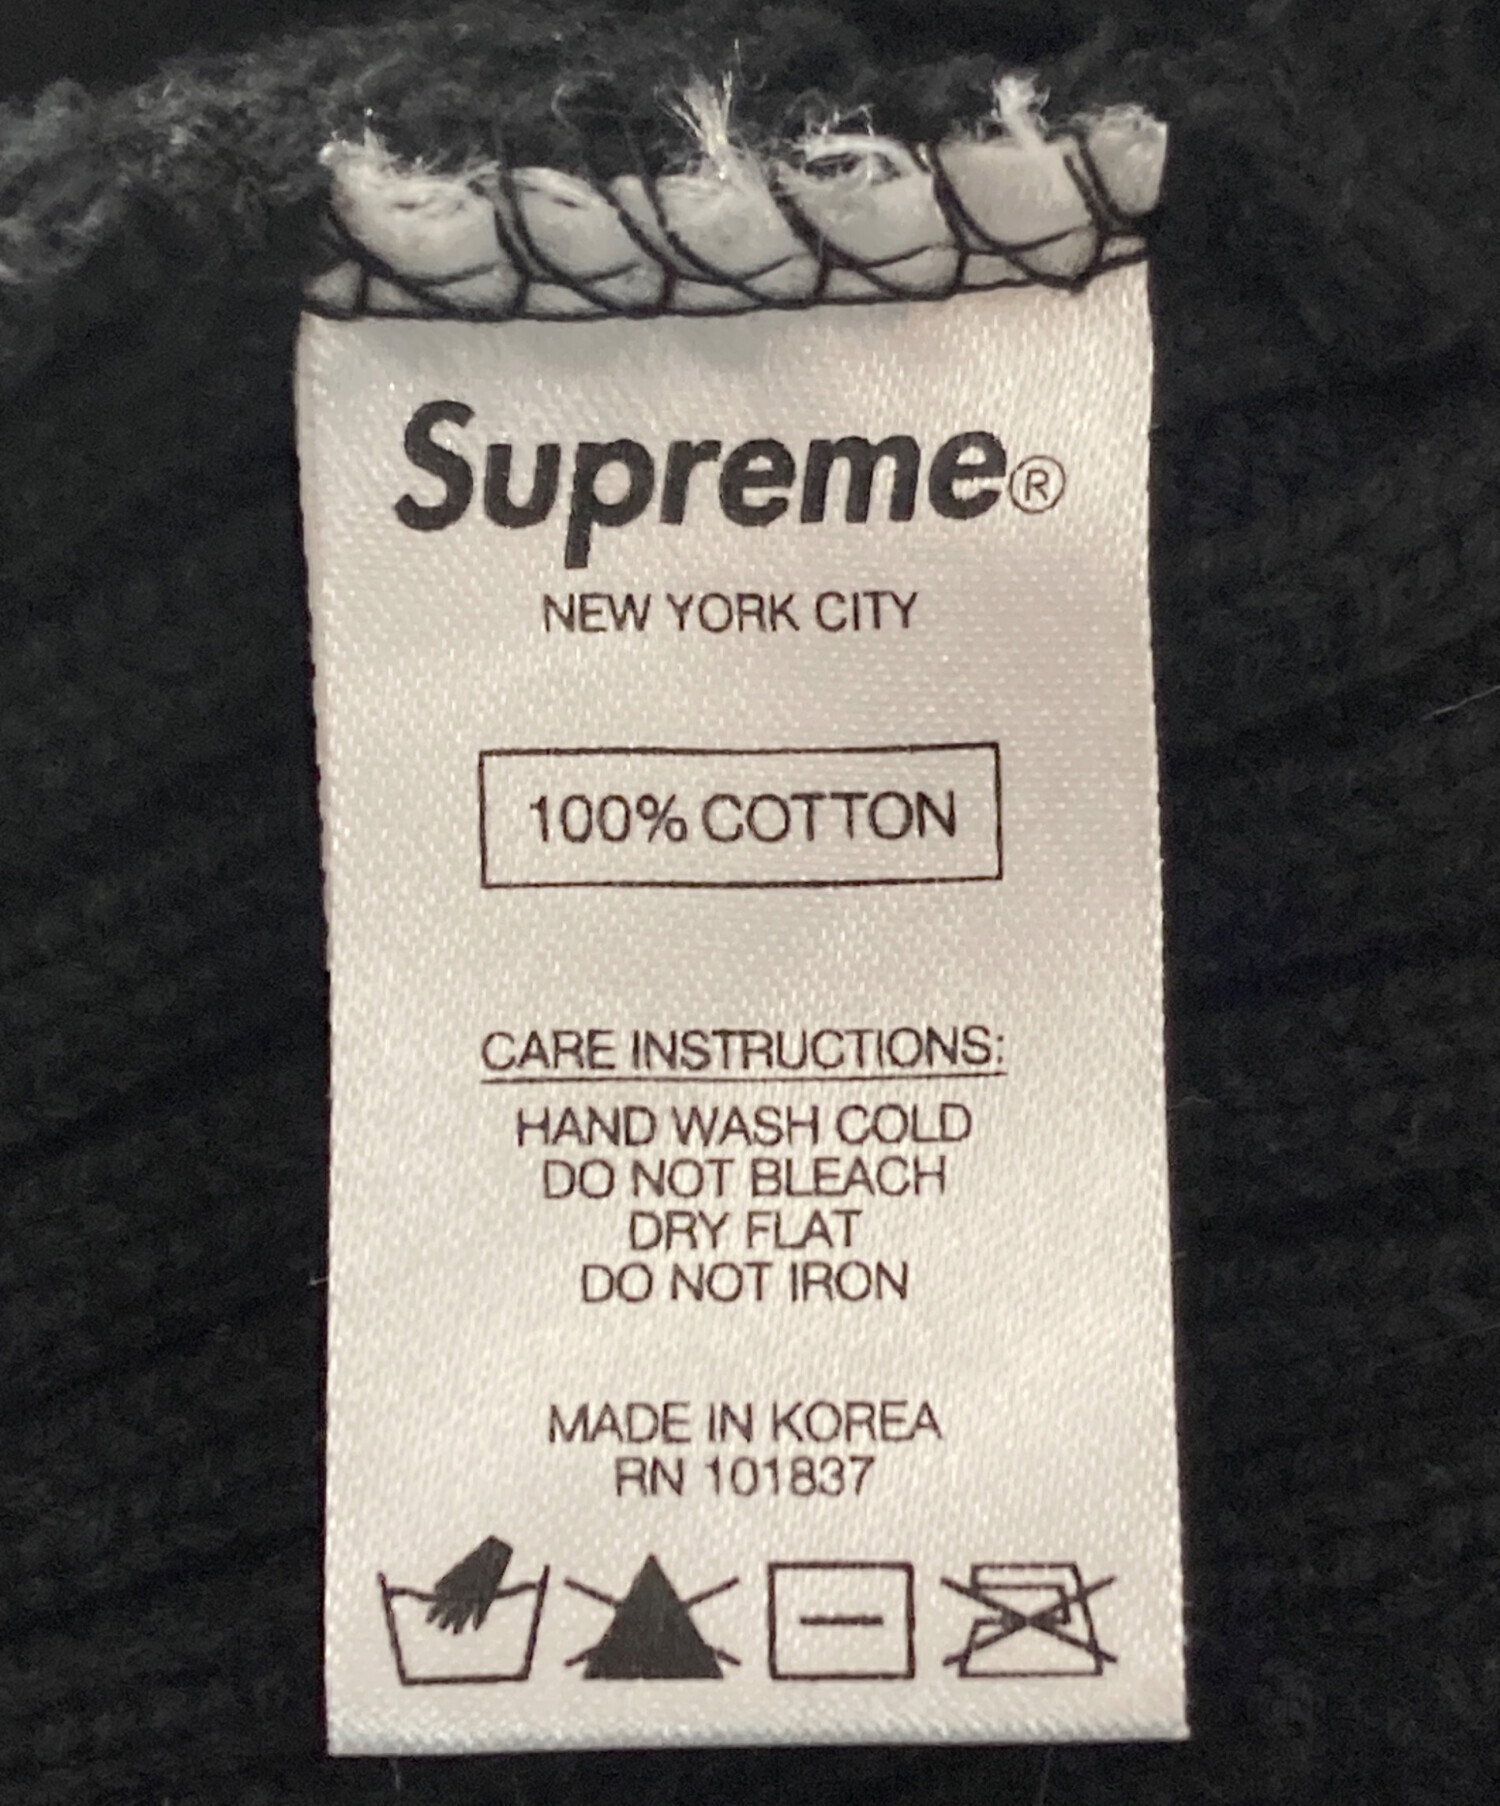 Supreme®
NEW YORK CITY
100% COTTON
CARE INSTRUCTIONS:
HAND WASH COLD
DO NOT BLEACH
DRY FLAT
DO NOT IRON
MADE IN KOREA
RN 101837